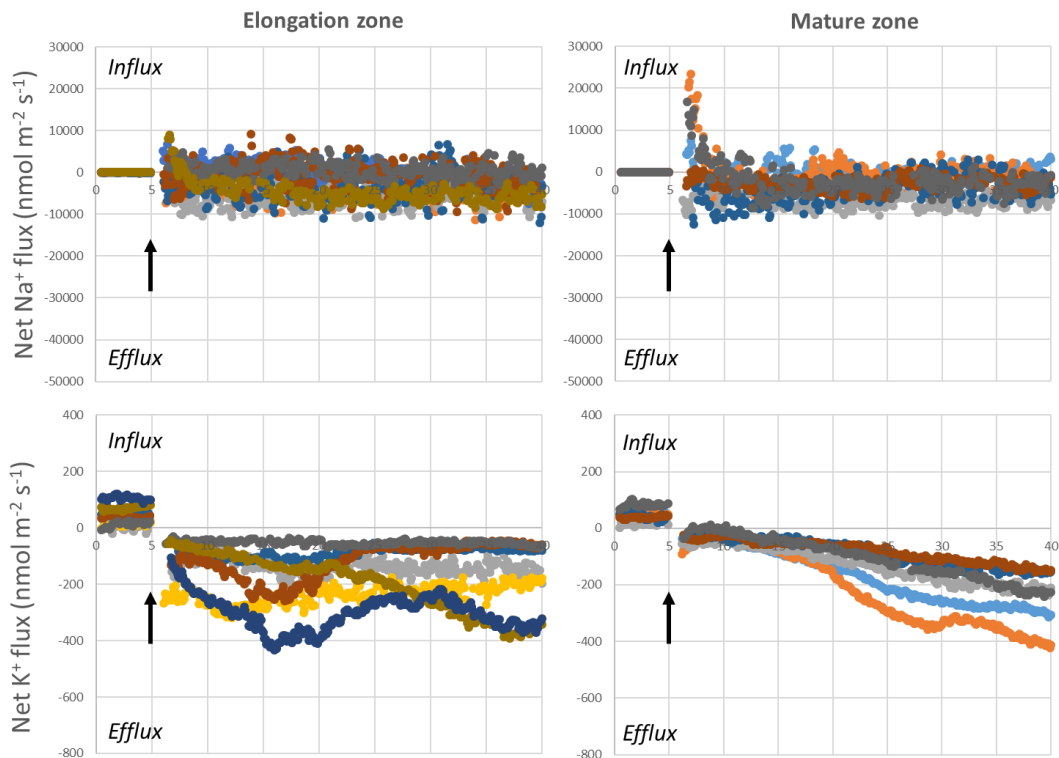 Elongation zone
Mature zone
Net Na⁺ flux (nmol m⁻² s⁻¹)
30000
20000
10000
0
-10000
-20000
-30000
-40000
-50000
Influx
0 5
Efflux
30000
20000
10000
0
-10000
-20000
-30000
-40000
-50000
Influx
0 5
Efflux
Net K⁺ flux (nmol m⁻² s⁻¹)
400
200
0
-200
-400
-600
-800
Influx
0 5
Efflux
400
200
0
-200
-400
-600
-800
Influx
0 5 10 15 25 30 35 40
Efflux